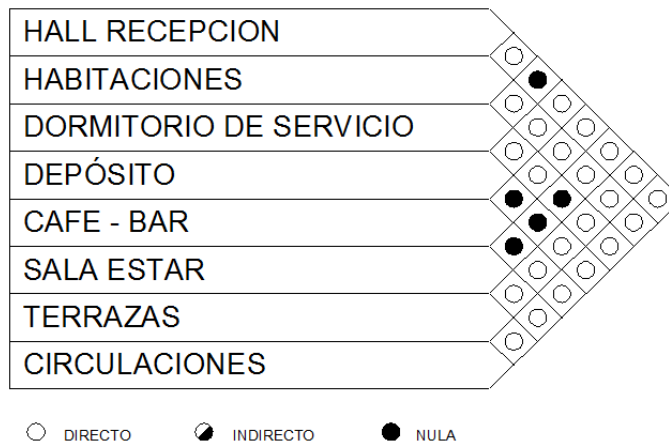 HALL RECEPCION
HABITACIONES
DORMITORIO DE SERVICIO
DEPÓSITO
CAFE - BAR
SALA ESTAR
TERRAZAS
CIRCULACIONES
DIRECTO INDIRECTO NULA